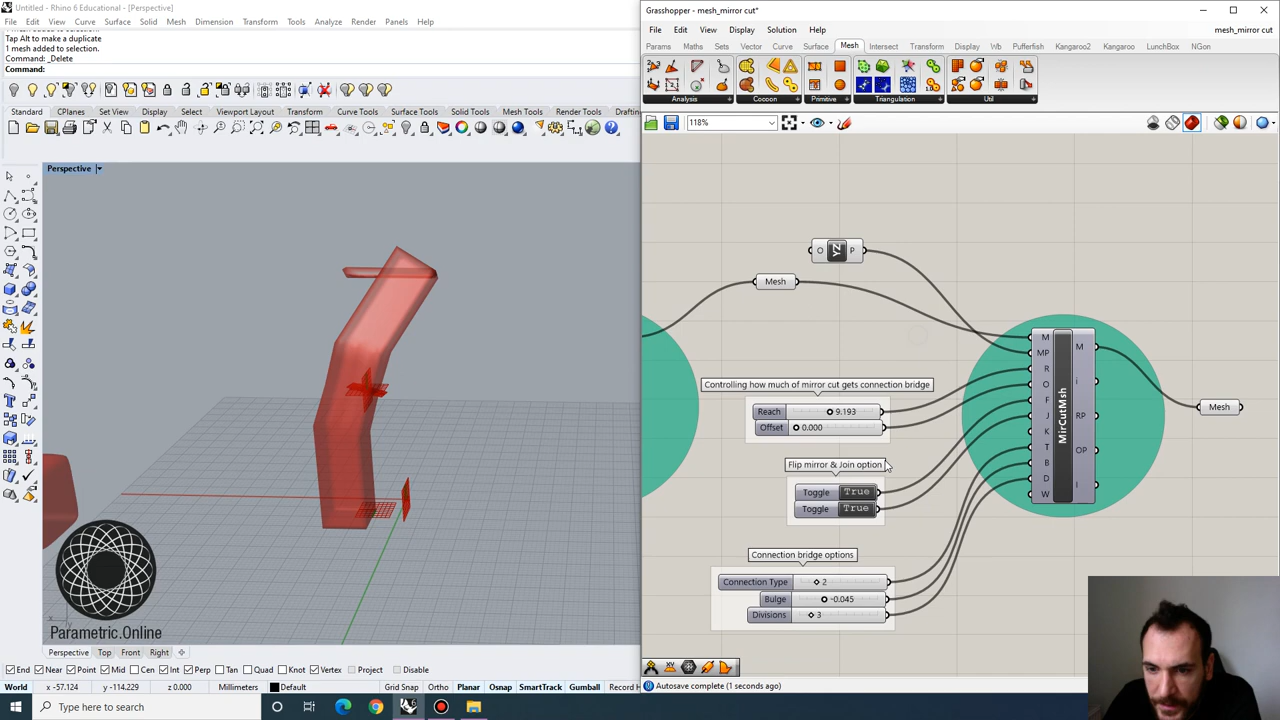 Untitled - Rhino 6 Educational - [Perspective]
Grasshopper - mesh_mirror cut*
File Edit View Curve Surface Solid Mesh Dimension Transform Tools Analyze Render Panels Help
File Edit View Display Solution Help
mesh_mirror cut
Tap Alt to make a duplicate
1 mesh added to selection.
Command: _Delete
Command:
Params Maths Sets Vector Curve Surface Mesh Intersect Transform Display Wb Pufferfish Kangaroo2 Kangaroo LunchBox NGon
Analysis Cocoon Primitive Triangulation Util
Standard CPlanes Set View Display Select Viewport Layout Transform Curve Tools Surface Tools Solid Tools Mesh Tools Render Tools
118%
Perspective
O YZ P
Mesh
M
MP
R
O
F
J
K
T
B
D
W
MirCutMsh
M
i
RP
OP
I
Mesh
Controlling how much of mirror cut gets connection bridge
Reach 9.193
Offset 0.000
Flip mirror & Join option
Toggle True
Toggle True
Connection bridge options
Connection Type 2
Bulge -0.045
Divisions 3
Parametric.Online
Perspective Top Front Right
End Near Point Mid Cen Int Perp Tan Quad Knot Vertex Project Disable
World x -57.124 y -114.229 z 0.000 Millimeters Default Grid Snap Ortho Planar Osnap SmartTrack Gumball Record H
Autosave complete (1 seconds ago)
Type here to search